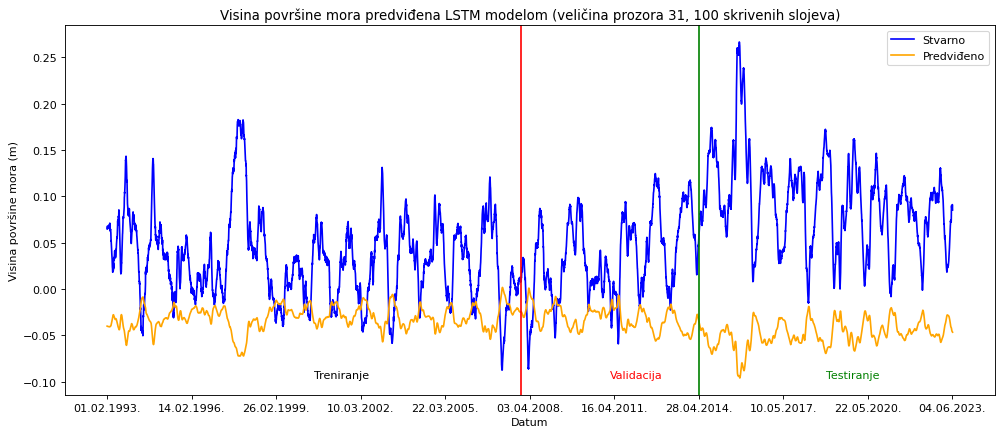 Visina površine mora predviđena LSTM modelom (veličina prozora 31, 100 skrivenih slojeva)
Stvarno
Predviđeno
Visina površine mora (m)
0.25
0.20
0.15
0.10
0.05
0.00
−0.05
−0.10
Treniranje
Validacija
Testiranje
01.02.1993.
14.02.1996.
26.02.1999.
10.03.2002.
22.03.2005.
03.04.2008.
16.04.2011.
28.04.2014.
10.05.2017.
22.05.2020.
04.06.2023.
Datum